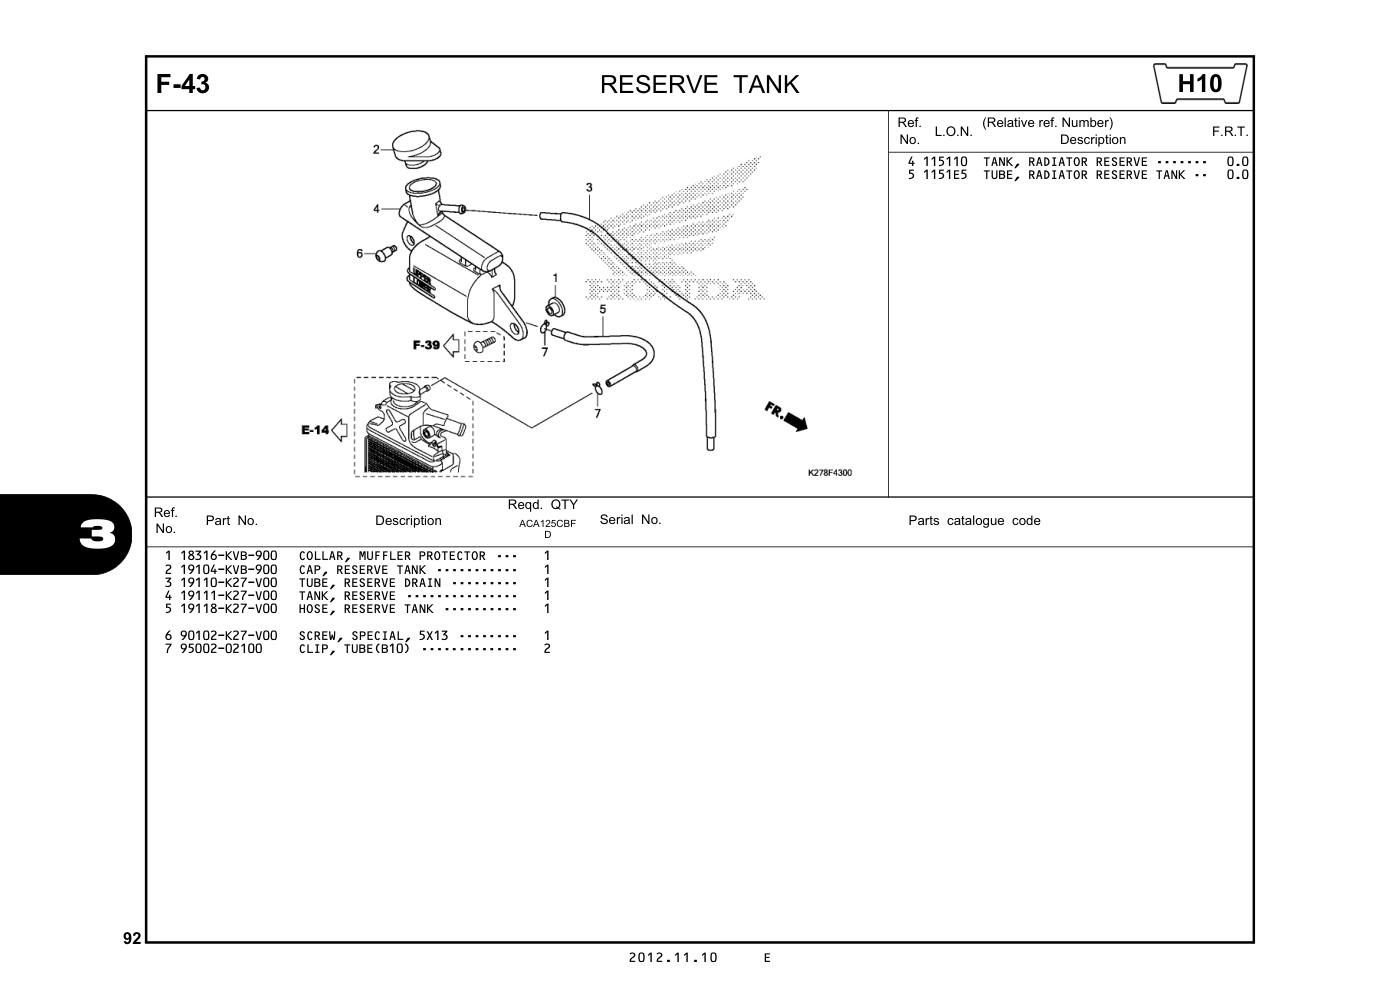 F-43 RESERVE TANK H10
Ref. No. L.O.N. (Relative ref. Number) Description F.R.T.
4 115110 TANK, RADIATOR RESERVE ······· 0.0
5 1151E5 TUBE, RADIATOR RESERVE TANK ·· 0.0
2
3
4
6
1
5
HONDA
7
F-39
7
E-14
FR.
K278F4300
3
Ref. No. Part No. Description Reqd. QTY Serial No. Parts catalogue code
ACA125CBF
D
1 18316-KVB-900 COLLAR, MUFFLER PROTECTOR ··· 1
2 19104-KVB-900 CAP, RESERVE TANK ··········· 1
3 19110-K27-V00 TUBE, RESERVE DRAIN ········· 1
4 19111-K27-V00 TANK, RESERVE ··············· 1
5 19118-K27-V00 HOSE, RESERVE TANK ·········· 1
6 90102-K27-V00 SCREW, SPECIAL, 5X13 ········ 1
7 95002-02100 CLIP, TUBE(B10) ············· 2
92
2012.11.10 E